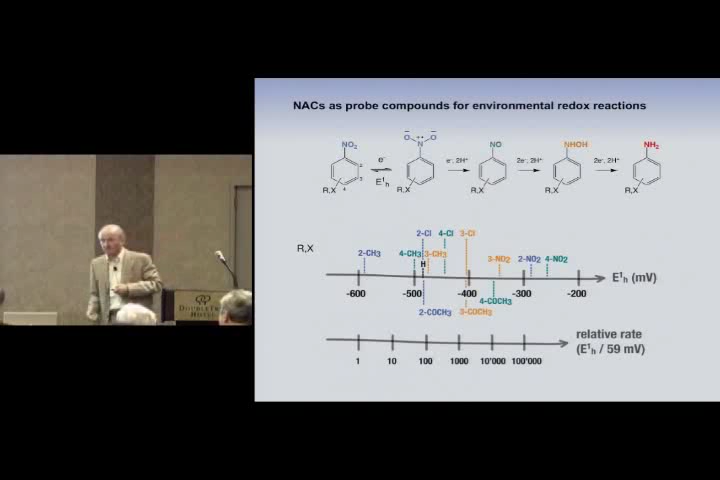 NACs as probe compounds for environmental redox reactions
NO2 e- E1h R,X 2 3 4
O- N O- R,X
e-, 2H+
NO R,X
2e-, 2H+
NHOH R,X
2e-, 2H+
NH2 R,X
R,X
2-Cl 4-Cl 3-Cl
2-CH3 4-CH3 H 3-CH3 3-NO2 2-NO2 4-NO2
E1h (mV)
-600 -500 -400 -300 -200
4-COCH3
2-COCH3 3-COCH3
relative rate
(E1h / 59 mV)
1 10 100 1000 10'000 100'000
DOUBLETREE
HOTEL